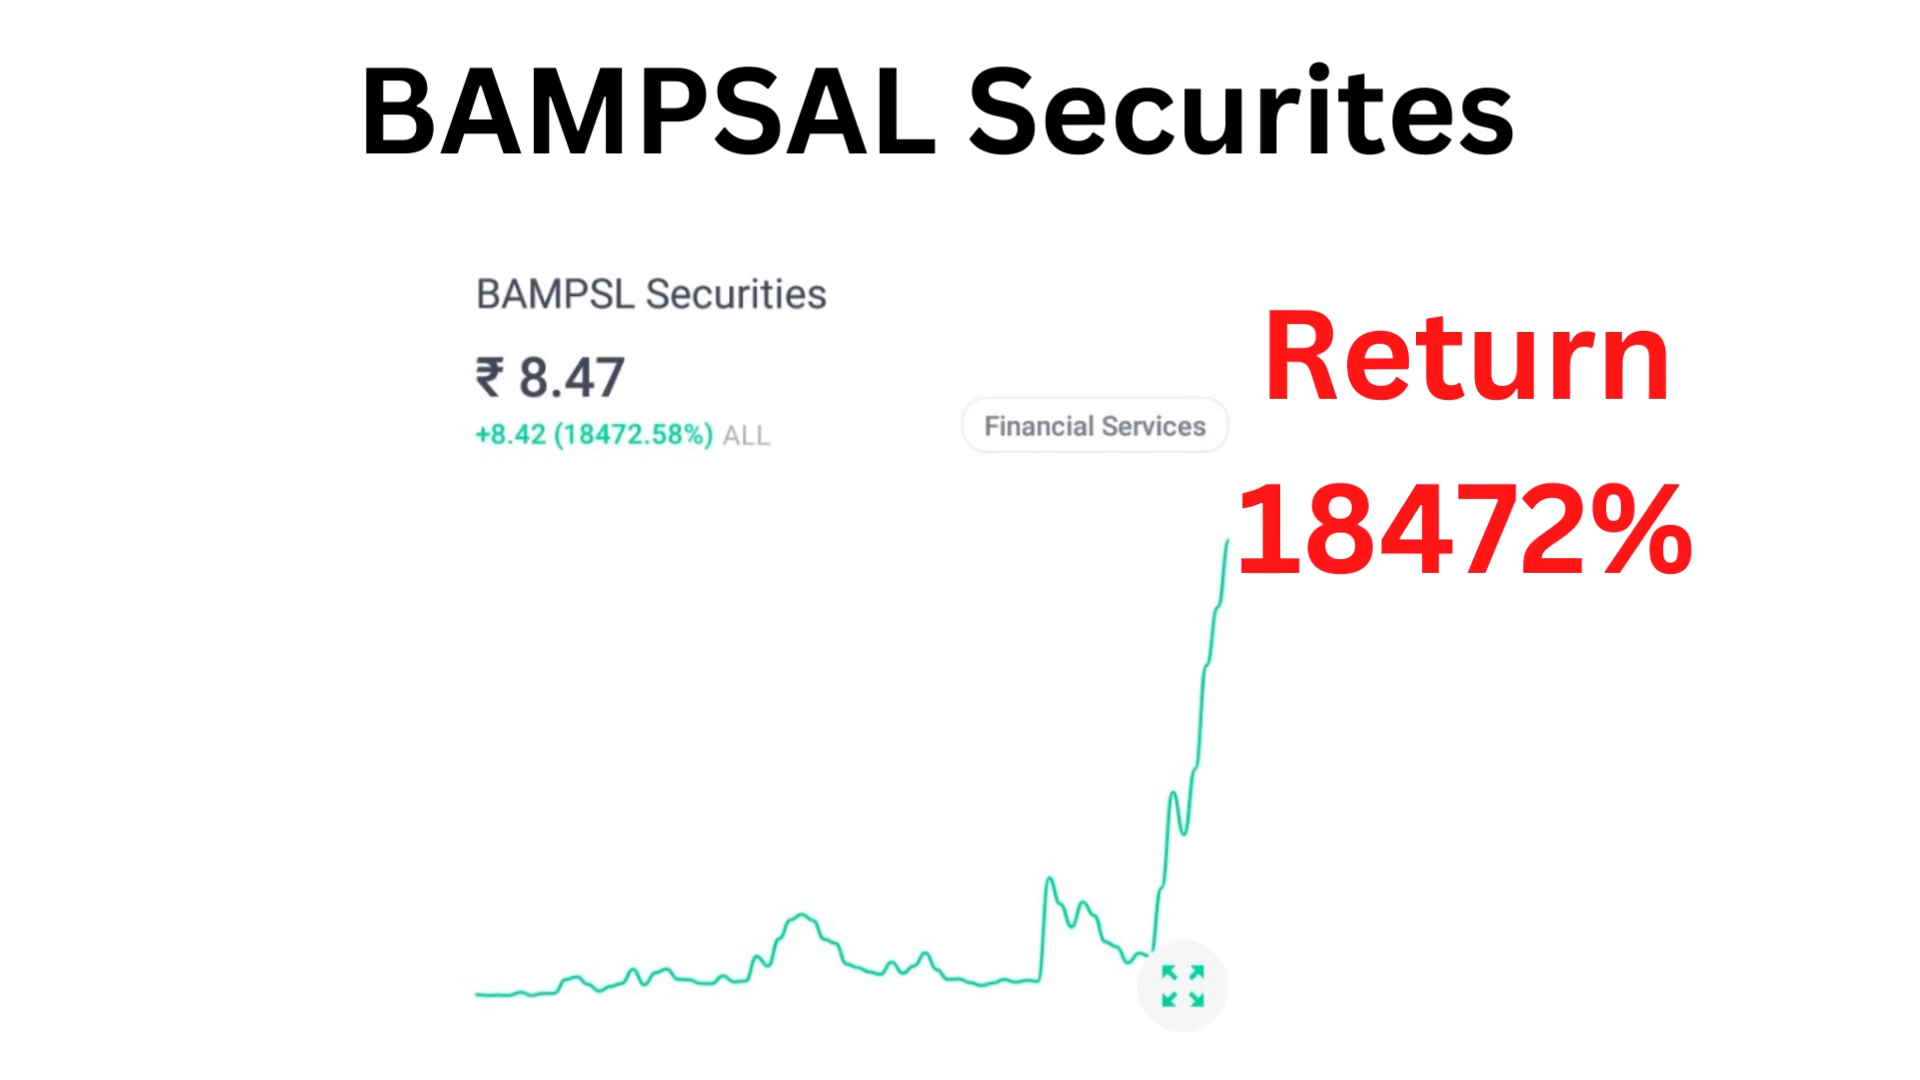 BAMPSAL Securites
BAMPSL Securities
₹ 8.47
+8.42 (18472.58%) ALL
Financial Services
Return
18472%